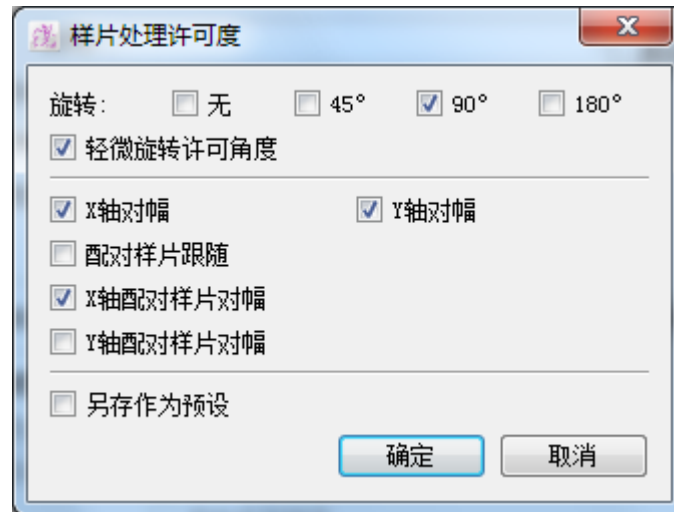 样片处理许可度
旋转: 无 45° 90° 180°
轻微旋转许可角度
X轴对幅 Y轴对幅
配对样片跟随
X轴配对样片对幅
Y轴配对样片对幅
另存作为预设
确定 取消